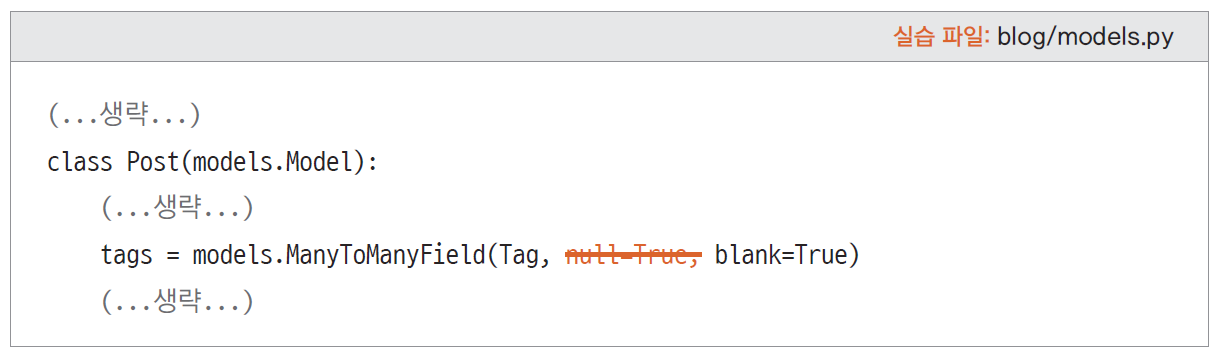 실습 파일: blog/models.py
(...생략...)
class Post(models.Model):
(...생략...)
tags = models.ManyToManyField(Tag, null=True, blank=True)
(...생략...)